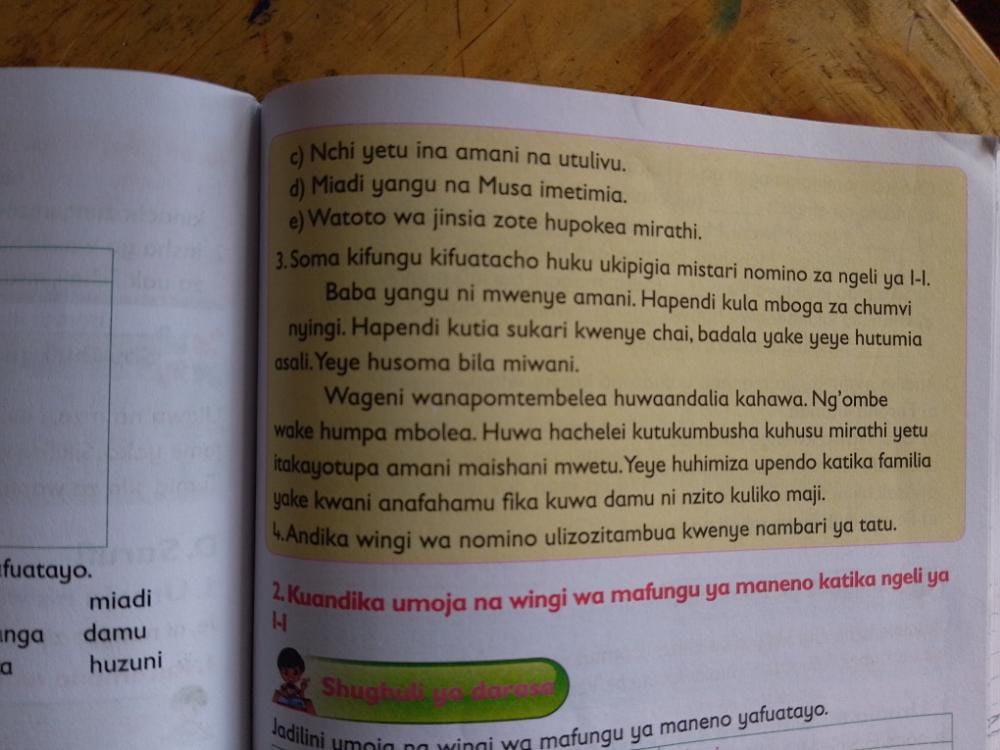 c) Nchi yetu ina amani na utulivu.
d) Miadi yangu na Musa imetimia.
e) Watoto wa jinsia zote hupokea mirathi.
3. Soma kifungu kifuatacho huku ukipigia mistari nomino za ngeli ya I-I.
Baba yangu ni mwenye amani. Hapendi kula mboga za chumvi
nyingi. Hapendi kutia sukari kwenye chai, badala yake yeye hutumia
asali. Yeye husoma bila miwani.
Wageni wanapomtembelea huwaandalia kahawa. Ng'ombe
wake humpa mbolea. Huwa hachelei kutukumbusha kuhusu mirathi yetu
itakayotupa amani maishani mwetu. Yeye huhimiza upendo katika familia
yake kwani anafahamu fika kuwa damu ni nzito kuliko maji.
4. Andika wingi wa nomino ulizozitambua kwenye nambari ya tatu.
2. Kuandika umoja na wingi wa mafungu ya maneno katika ngeli ya
I-I
Shughuli ya darasa
Jadilini umoja na wingi wa mafungu ya maneno yafuatayo.
miadi
damu
huzuni